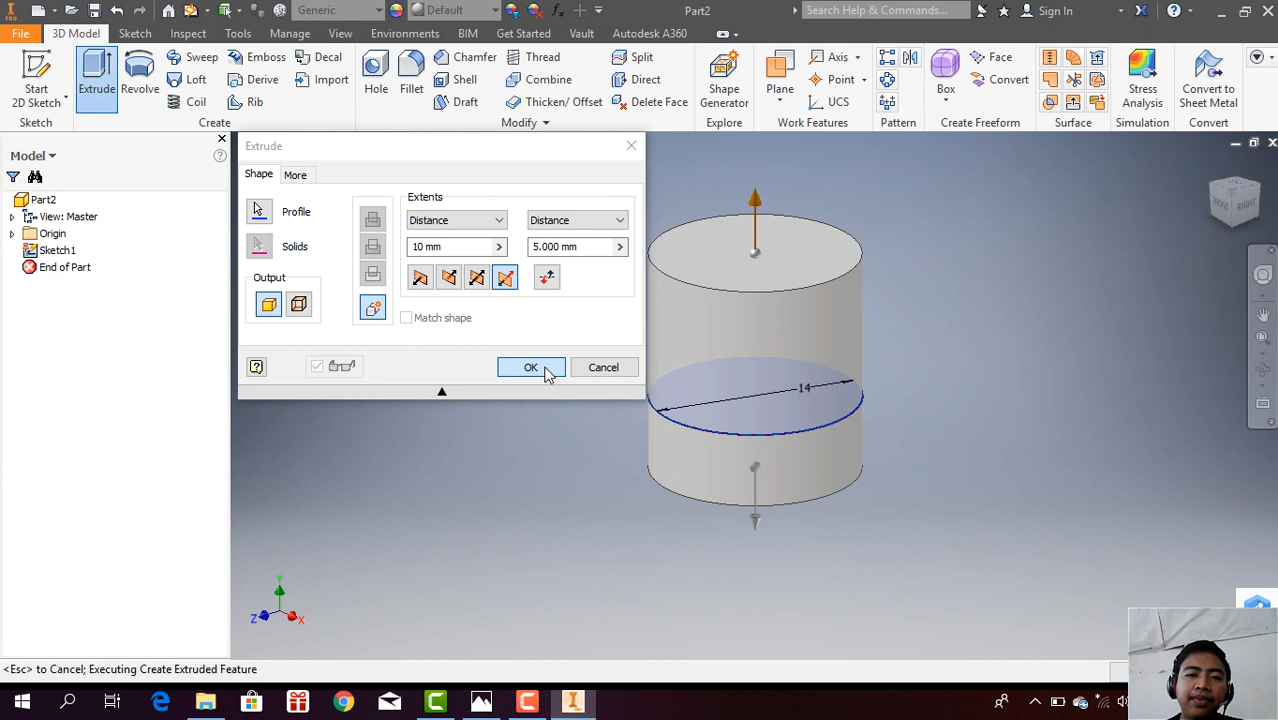 PRO
Generic
Default
Part2
Search Help & Commands...
Sign In
File
3D Model
Sketch
Inspect
Tools
Manage
View
Environments
BIM
Get Started
Vault
Autodesk A360
Start
2D Sketch
Extrude
Revolve
Sweep
Loft
Coil
Emboss
Derive
Rib
Decal
Import
Hole
Fillet
Chamfer
Shell
Draft
Thread
Combine
Thicken/ Offset
Split
Direct
Delete Face
Shape
Generator
Plane
Axis
Point
UCS
Box
Face
Convert
Stress
Analysis
Convert to
Sheet Metal
Sketch
Create
Modify
Explore
Work Features
Pattern
Create Freeform
Surface
Simulation
Convert
Model
Part2
View: Master
Origin
Sketch1
End of Part
Extrude
Shape
More
Profile
Solids
Output
Extents
Distance
Distance
10 mm
5.000 mm
Match shape
OK
Cancel
14
FRONT
RIGHT
Y
Z
X
<Esc> to Cancel; Executing Create Extruded Feature